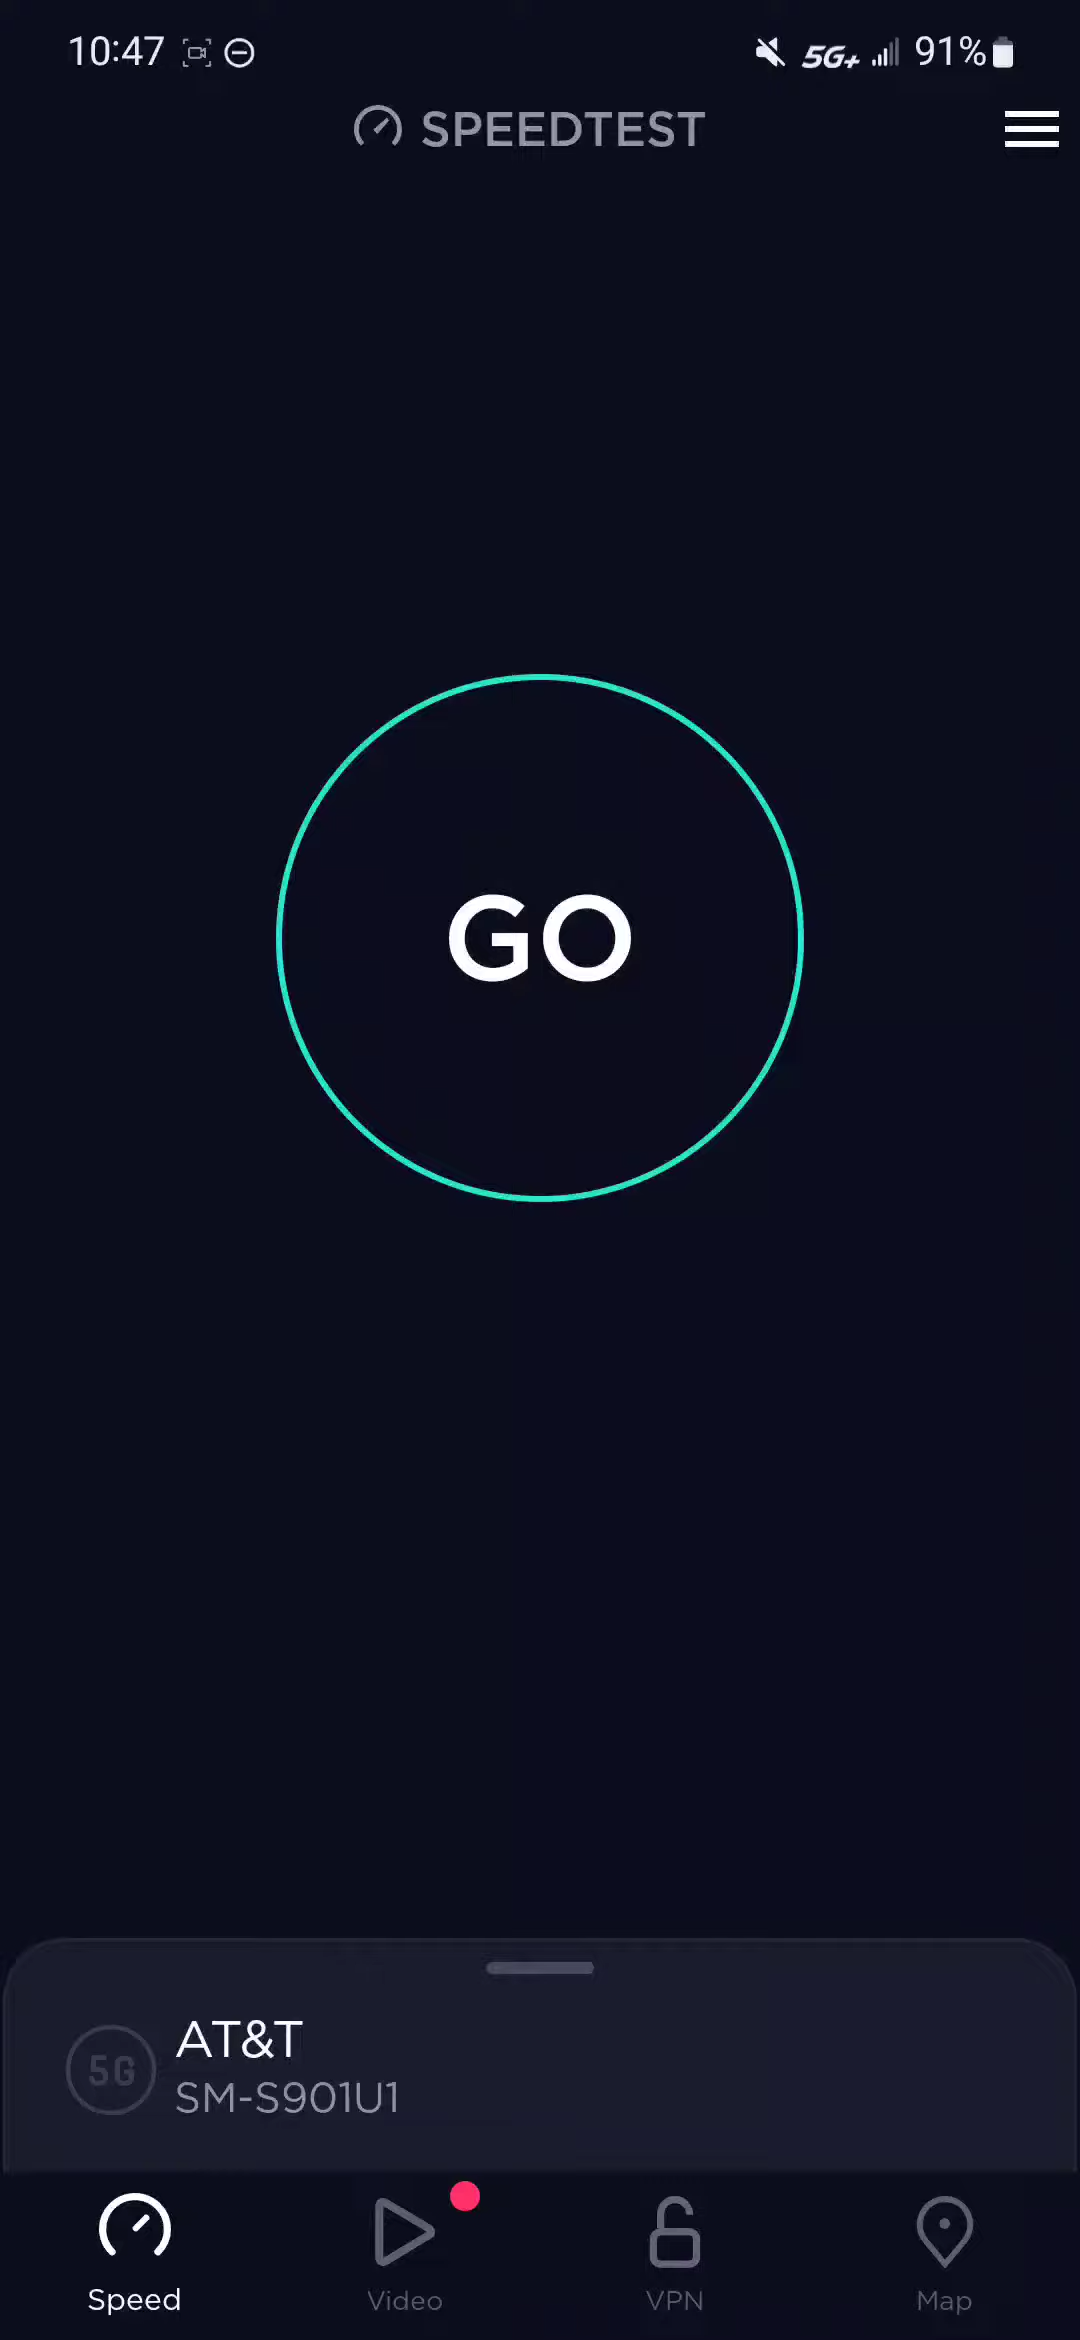 10:47 5G+ 91%
SPEEDTEST
GO
AT&T
5G
SM-S901U1
Speed Video VPN Map